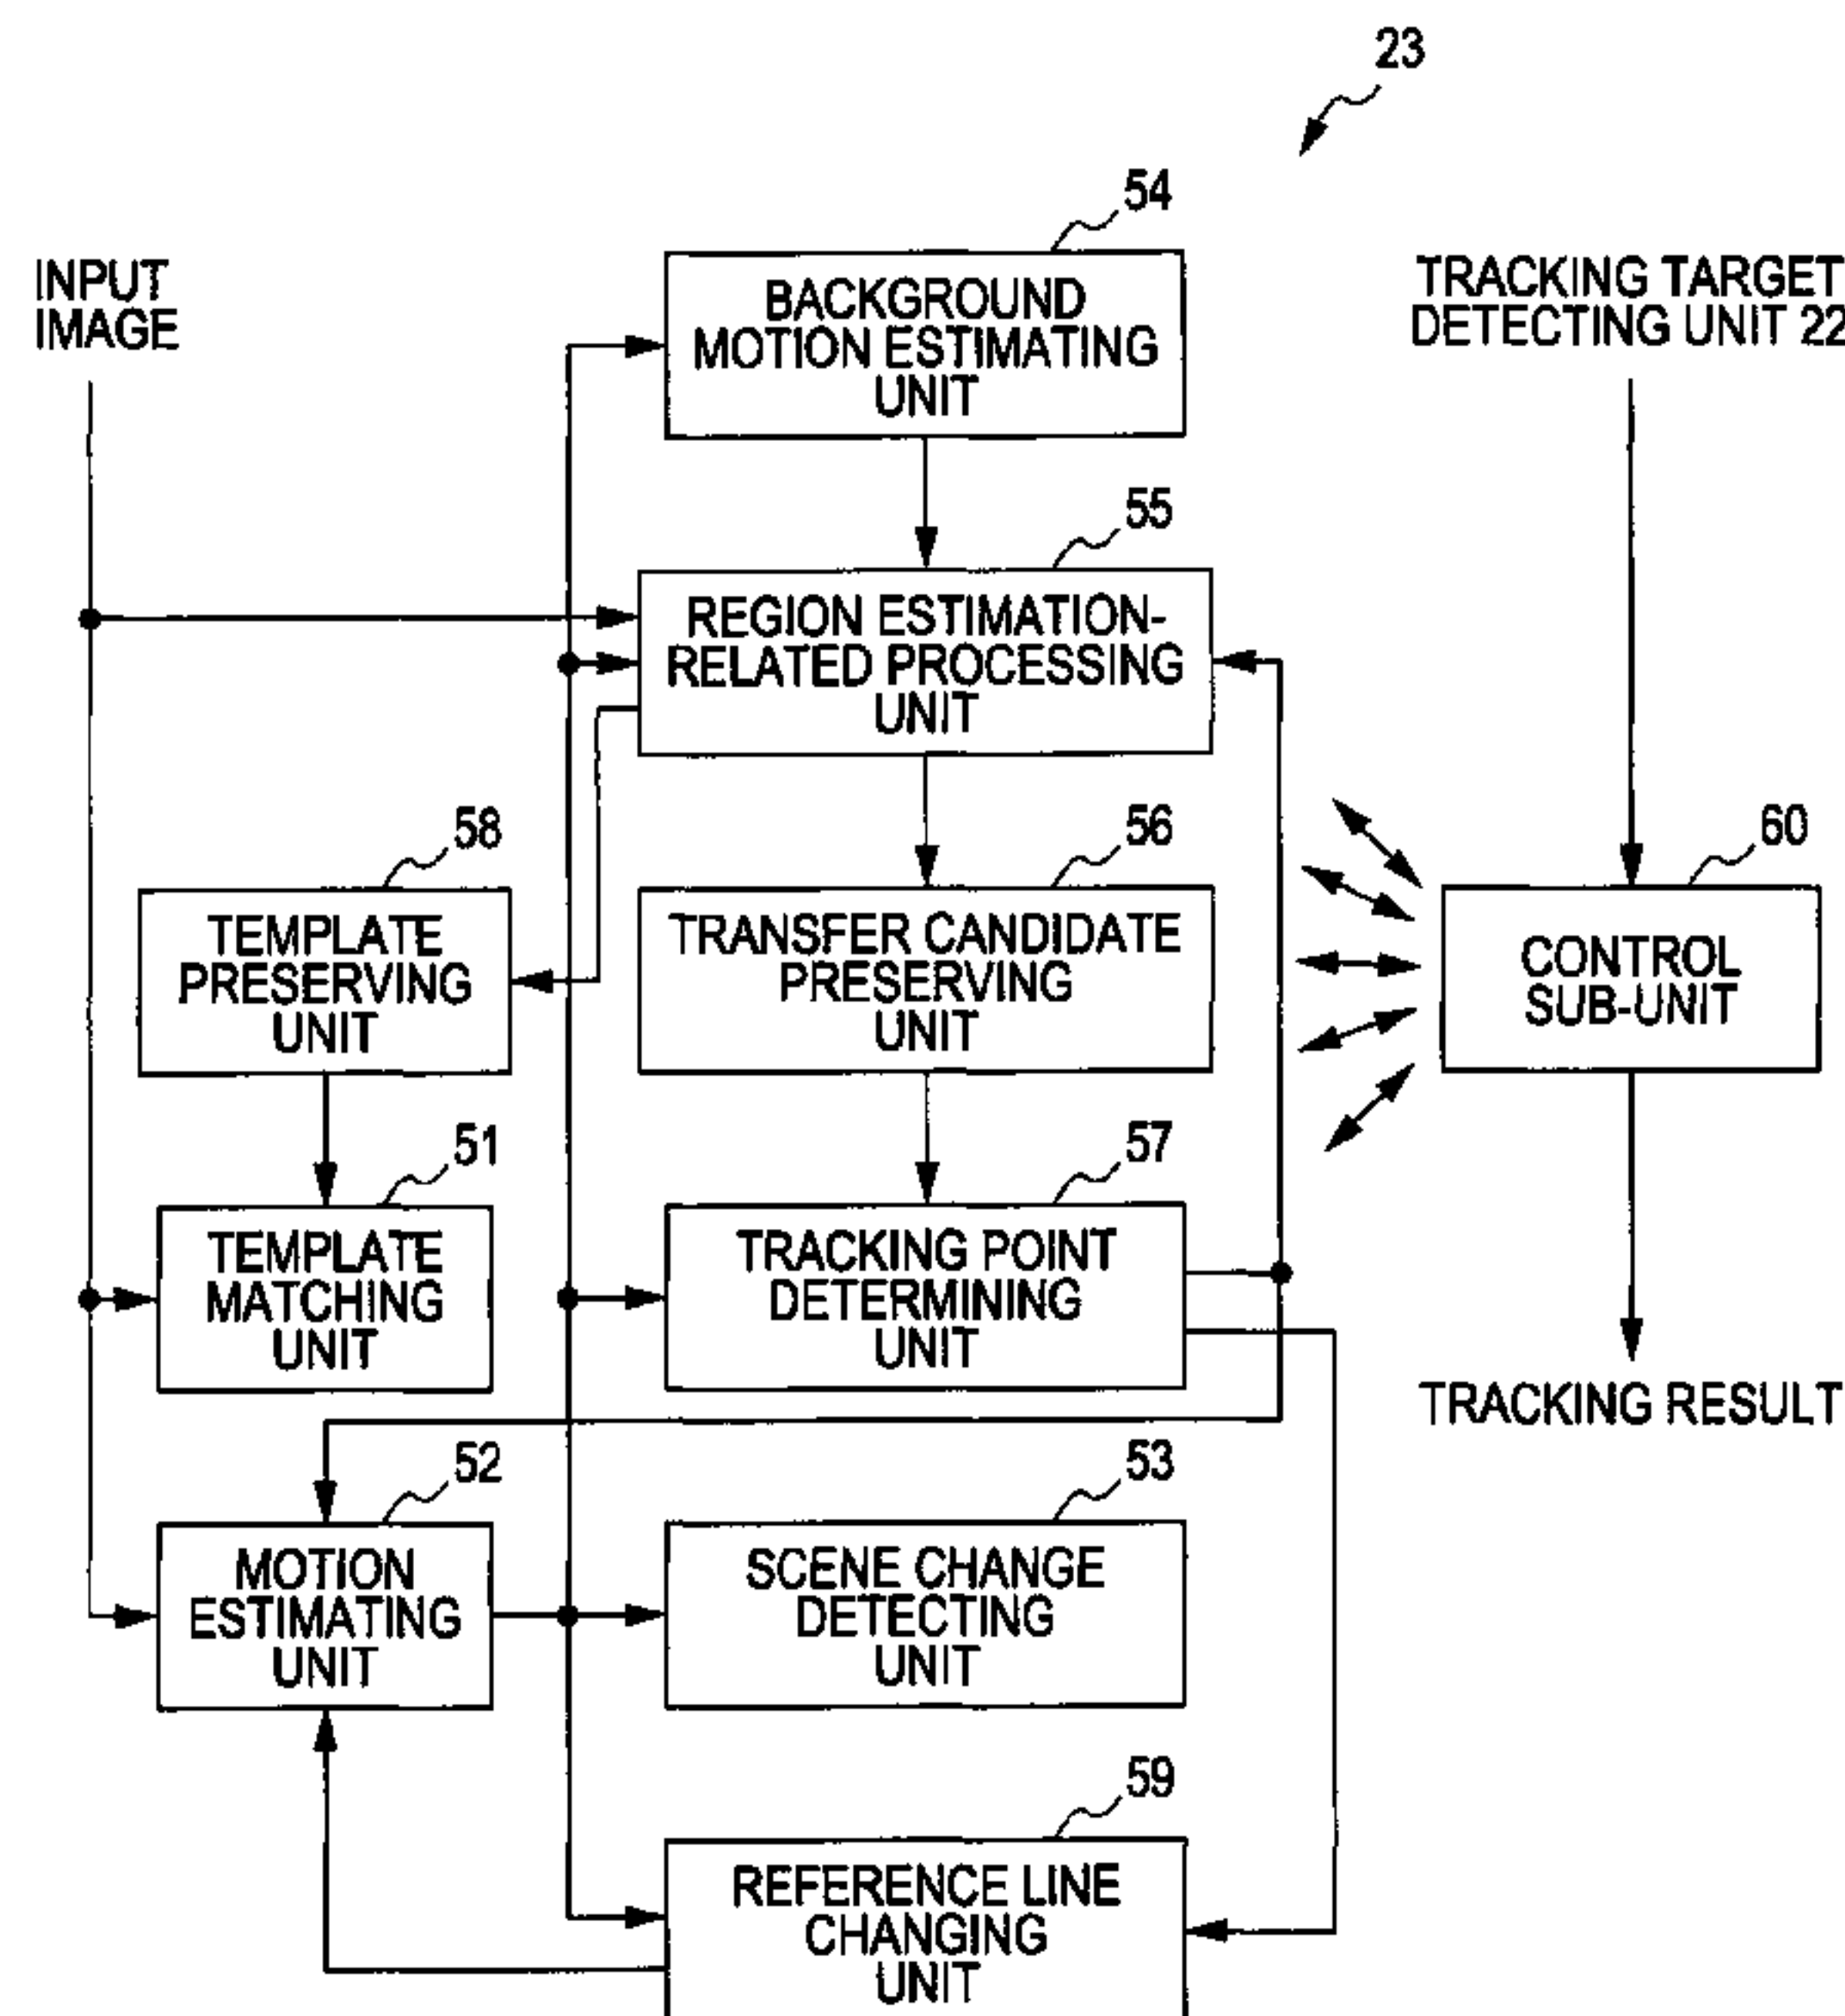 23
54
INPUT
IMAGE
BACKGROUND
MOTION ESTIMATING
UNIT
TRACKING TARGET
DETECTING UNIT 22
55
REGION ESTIMATION-
RELATED PROCESSING
UNIT
58
56
60
TEMPLATE
PRESERVING
UNIT
TRANSFER CANDIDATE
PRESERVING
UNIT
CONTROL
SUB-UNIT
51
57
TEMPLATE
MATCHING
UNIT
TRACKING POINT
DETERMINING
UNIT
TRACKING RESULT
52
53
MOTION
ESTIMATING
UNIT
SCENE CHANGE
DETECTING
UNIT
59
REFERENCE LINE
CHANGING
UNIT